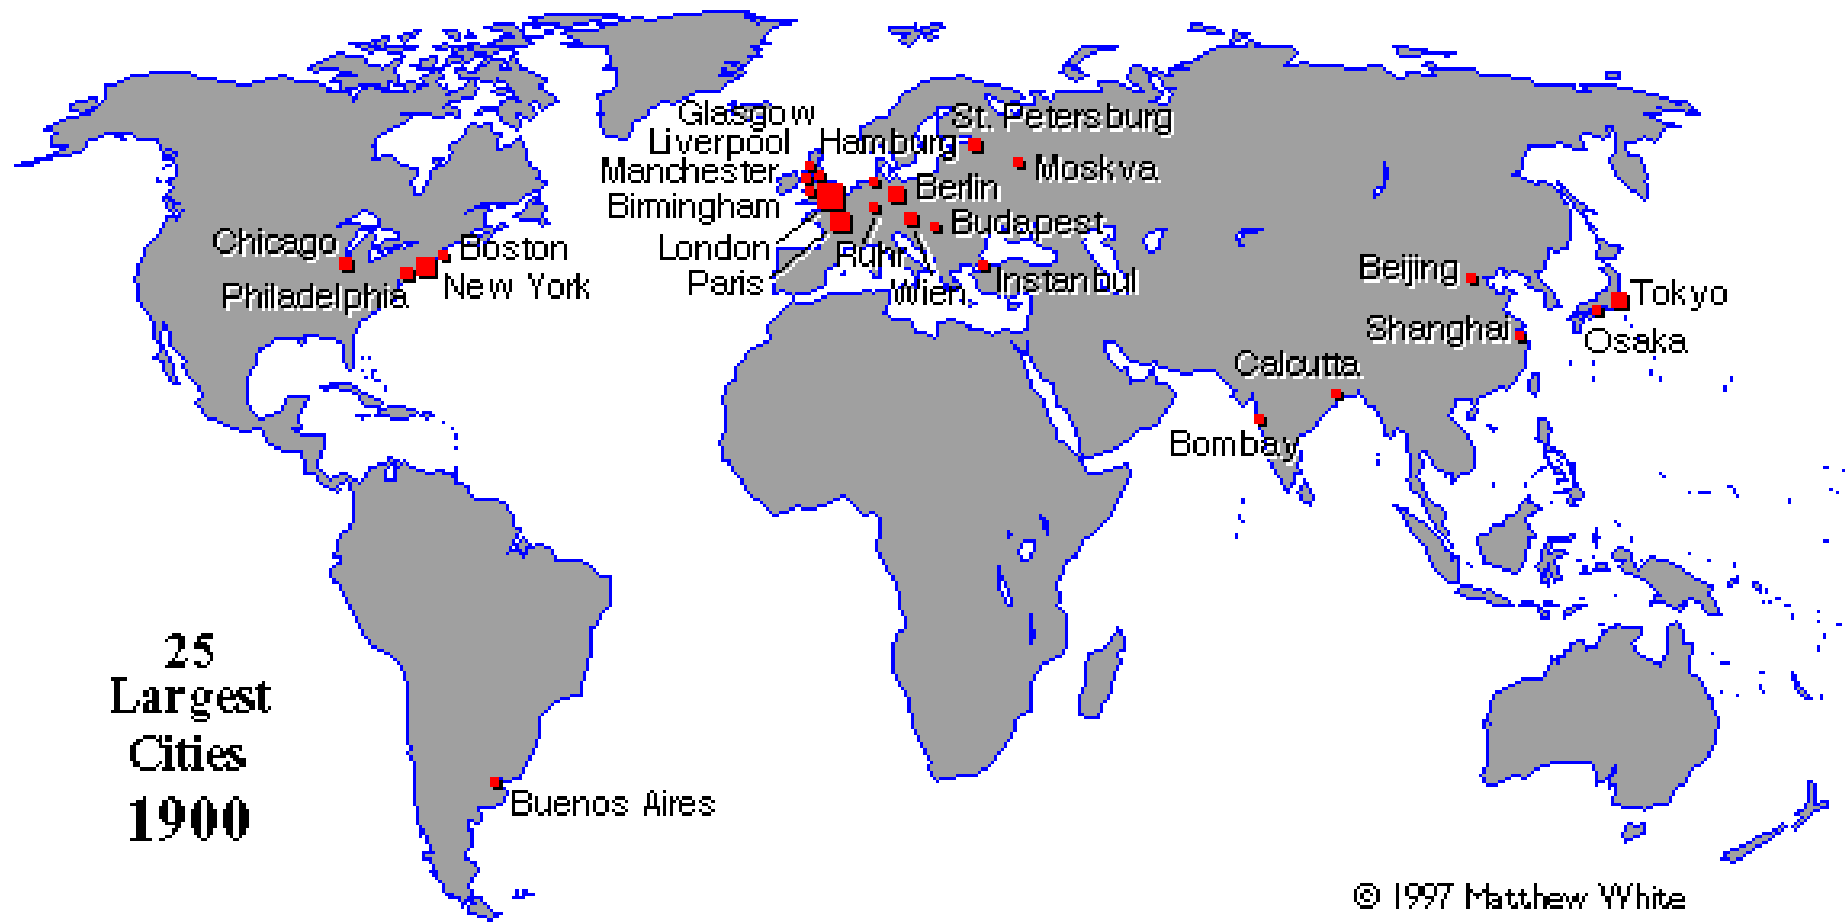 Glasgow
St. Petersburg
Liverpool
Hamburg
Manchester
Moskva
Berlin
Birmingham
Budapest
Chicago
Boston
London
Ruhr
Paris
Wien
Instanbul
New York
Philadelphia
Beijing
Tokyo
Shanghai
Osaka
Calcutta
Bombay
25
Largest
Cities
1900
Buenos Aires
© 1997 Matthew White